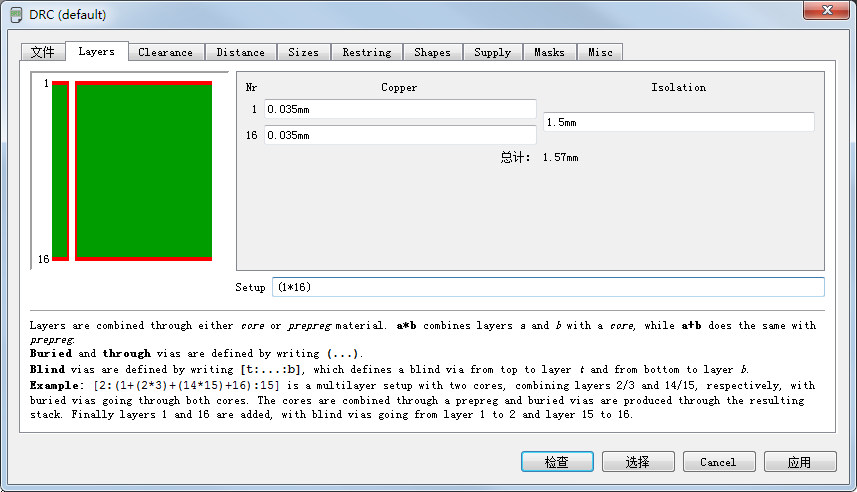 DRC (default)
文件 Layers Clearance Distance Sizes Restring Shapes Supply Masks Misc
Nr Copper Isolation
1
1 0.035mm
1.5mm
16 0.035mm
总计: 1.57mm
16
Setup (1*16)
Layers are combined through either core or prepreg material. a*b combines layers a and b with a core, while a+b does the same with
prepreg.
Buried and through vias are defined by writing (...).
Blind vias are defined by writing [t:...:b], which defines a blind via from top to layer t and from bottom to layer b.
Example: [2:(1+(2*3)+(14*15)+16):15] is a multilayer setup with two cores, combining layers 2/3 and 14/15, respectively, with
buried vias going through both cores. The cores are combined through a prepreg and buried vias are produced through the resulting
stack. Finally layers 1 and 16 are added, with blind vias going from layer 1 to 2 and layer 15 to 16.
检查 选择 Cancel 应用